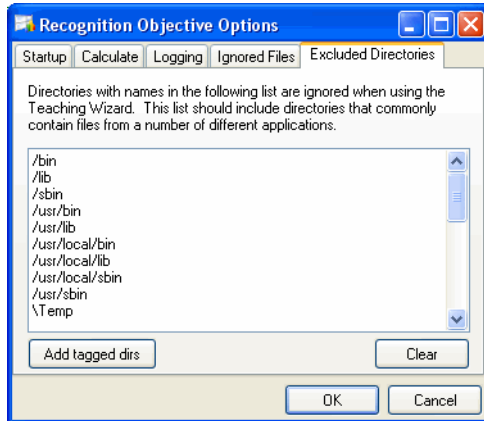 Recognition Objective Options
Startup Calculate Logging Ignored Files Excluded Directories
Directories with names in the following list are ignored when using the
Teaching Wizard. This list should include directories that commonly
contain files from a number of different applications.
/bin
/lib
/sbin
/usr/bin
/usr/lib
/usr/local/bin
/usr/local/lib
/usr/local/sbin
/usr/sbin
\Temp
Add tagged dirs Clear
OK Cancel